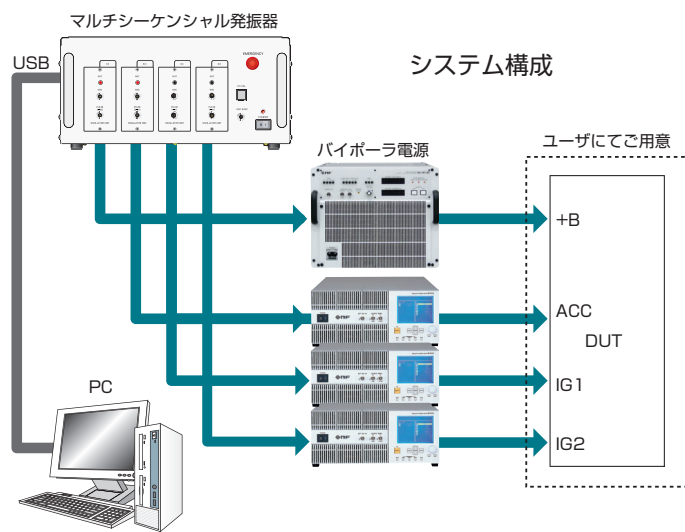 マルチシーケンシャル発振器
USB
EMERGENCY
システム構成
バイポーラ電源
ユーザにてご用意
+B
ACC
DUT
IG1
IG2
PC